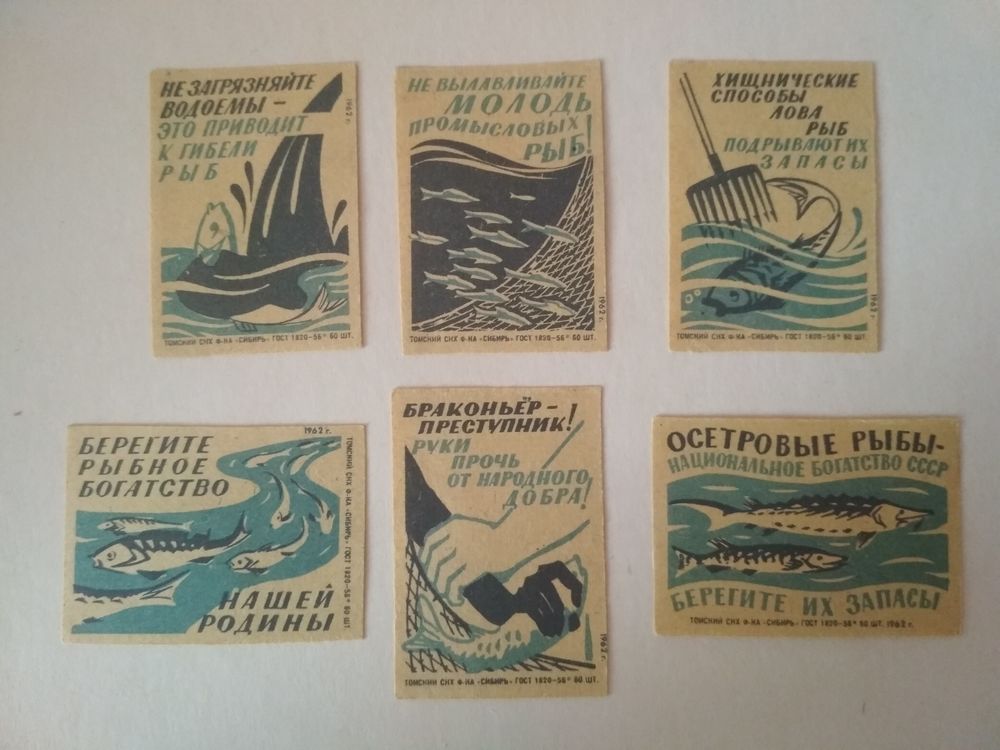 НЕ ЗАГРЯЗНЯЙТЕ
ВОДОЕМЫ –
ЭТО ПРИВОДИТ
К ГИБЕЛИ
РЫБ
1962 г.
ТОМСКИЙ СНХ Ф-КА «СИБИРЬ» ГОСТ 1820–56* 60 ШТ.
НЕ ВЫЛАВЛИВАЙТЕ
МОЛОДЬ
ПРОМЫСЛОВЫХ
РЫБ!
1962 г.
ТОМСКИЙ СНХ Ф-КА «СИБИРЬ» ГОСТ 1820–56* 60 ШТ.
ХИЩНИЧЕСКИЕ
СПОСОБЫ
ЛОВА
РЫБ
ПОДРЫВАЮТ ИХ
ЗАПАСЫ
1962 г.
ТОМСКИЙ СНХ Ф-КА «СИБИРЬ» ГОСТ 1820–56* 60 ШТ.
БЕРЕГИТЕ
РЫБНОЕ
БОГАТСТВО
НАШЕЙ
РОДИНЫ
1962 г.
ТОМСКИЙ СНХ Ф-КА «СИБИРЬ» ГОСТ 1820–56* 60 ШТ.
БРАКОНЬЕР –
ПРЕСТУПНИК!
РУКИ
ПРОЧЬ
ОТ НАРОДНОГО
ДОБРА!
1962 г.
ТОМСКИЙ СНХ Ф-КА «СИБИРЬ» ГОСТ 1820–56* 60 ШТ.
ОСЕТРОВЫЕ РЫБЫ–
НАЦИОНАЛЬНОЕ БОГАТСТВО СССР
БЕРЕГИТЕ ИХ ЗАПАСЫ
ТОМСКИЙ СНХ Ф-КА «СИБИРЬ» ГОСТ 1820–56* 60 ШТ. 1962 г.